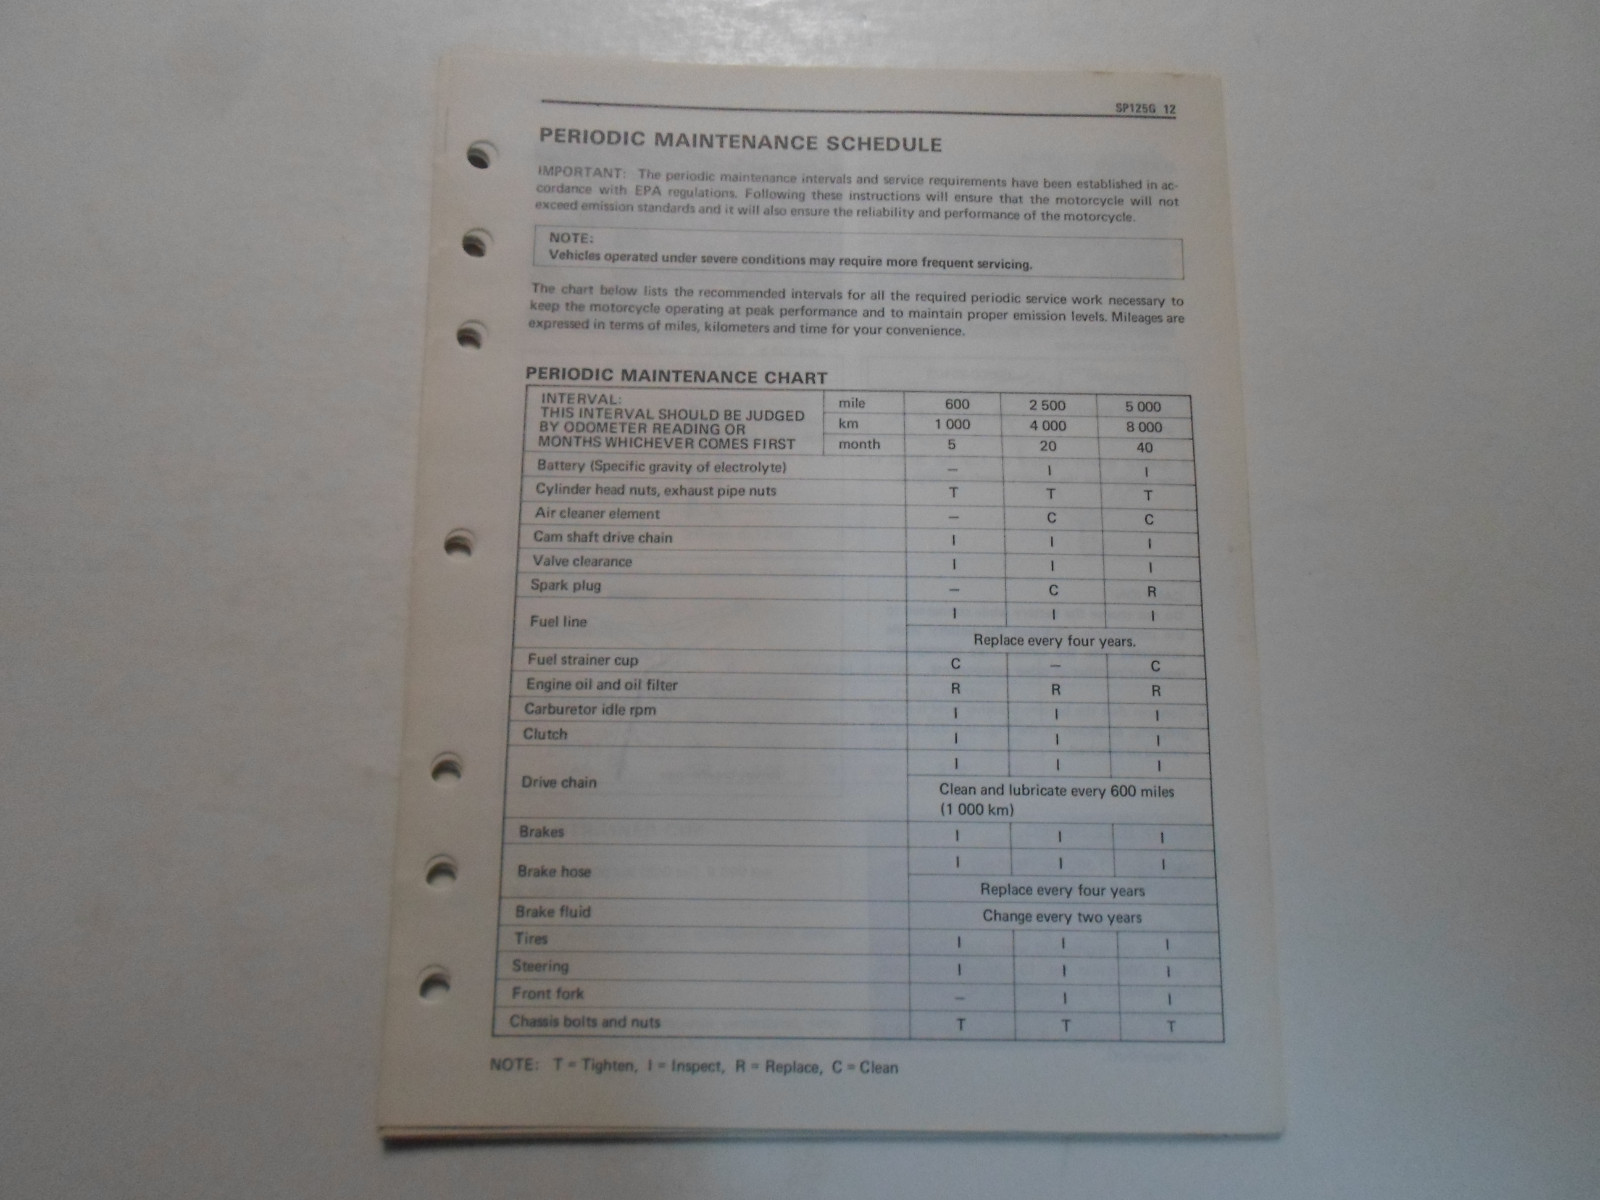 SP125G 12
PERIODIC MAINTENANCE SCHEDULE
IMPORTANT: The periodic maintenance intervals and service requirements have been established in ac-
cordance with EPA regulations. Following these instructions will ensure that the motorcycle will not
exceed emission standards and it will also ensure the reliability and performance of the motorcycle.
NOTE:
Vehicles operated under severe conditions may require more frequent servicing.
The chart below lists the recommended intervals for all the required periodic service work necessary to
keep the motorcycle operating at peak performance and to maintain proper emission levels. Mileages are
expressed in terms of miles, kilometers and time for your convenience.
PERIODIC MAINTENANCE CHART
INTERVAL:
THIS INTERVAL SHOULD BE JUDGED
BY ODOMETER READING OR
MONTHS WHICHEVER COMES FIRST
mile 600 2 500 5 000
km 1 000 4 000 8 000
month 5 20 40
Battery (Specific gravity of electrolyte) – I I
Cylinder head nuts, exhaust pipe nuts T T T
Air cleaner element – C C
Cam shaft drive chain I I I
Valve clearance I I I
Spark plug – C R
Fuel line I I I
Replace every four years.
Fuel strainer cup C – C
Engine oil and oil filter R R R
Carburetor idle rpm I I I
Clutch I I I
Drive chain I I I
Clean and lubricate every 600 miles
(1 000 km)
Brakes I I I
Brake hose I I I
Replace every four years
Brake fluid Change every two years
Tires I I I
Steering I I I
Front fork – I I
Chassis bolts and nuts T T T
NOTE: T = Tighten, I = Inspect, R = Replace, C = Clean